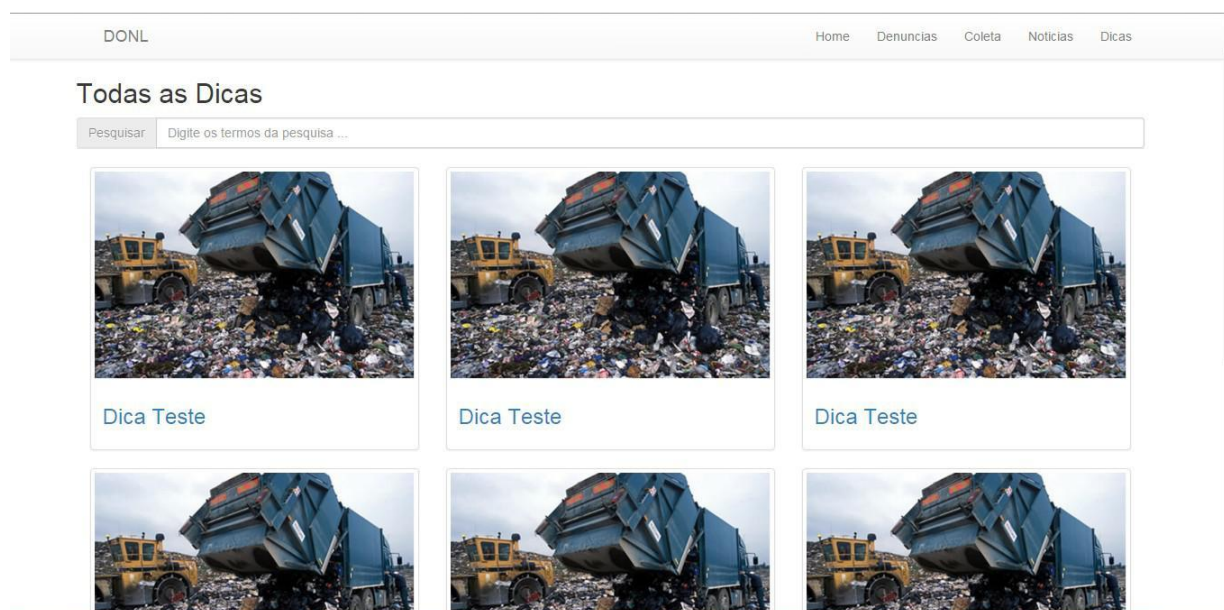 DONL Home Denuncias Coleta Noticias Dicas
Todas as Dicas
Pesquisar Digite os termos da pesquisa ...
Dica Teste Dica Teste Dica Teste